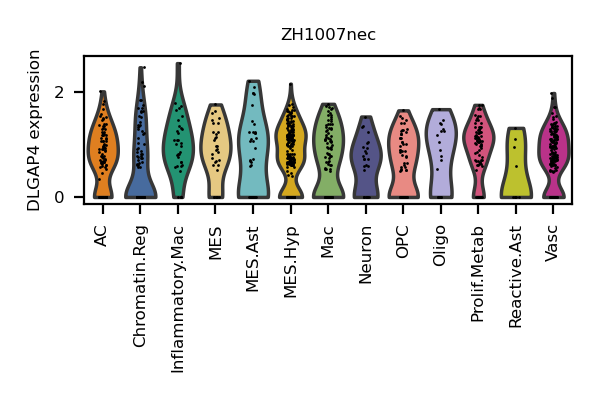 ZH1007nec
DLGAP4 expression
2
0
AC
Chromatin.Reg
Inflammatory.Mac
MES
MES.Ast
MES.Hyp
Mac
Neuron
OPC
Oligo
Prolif.Metab
Reactive.Ast
Vasc